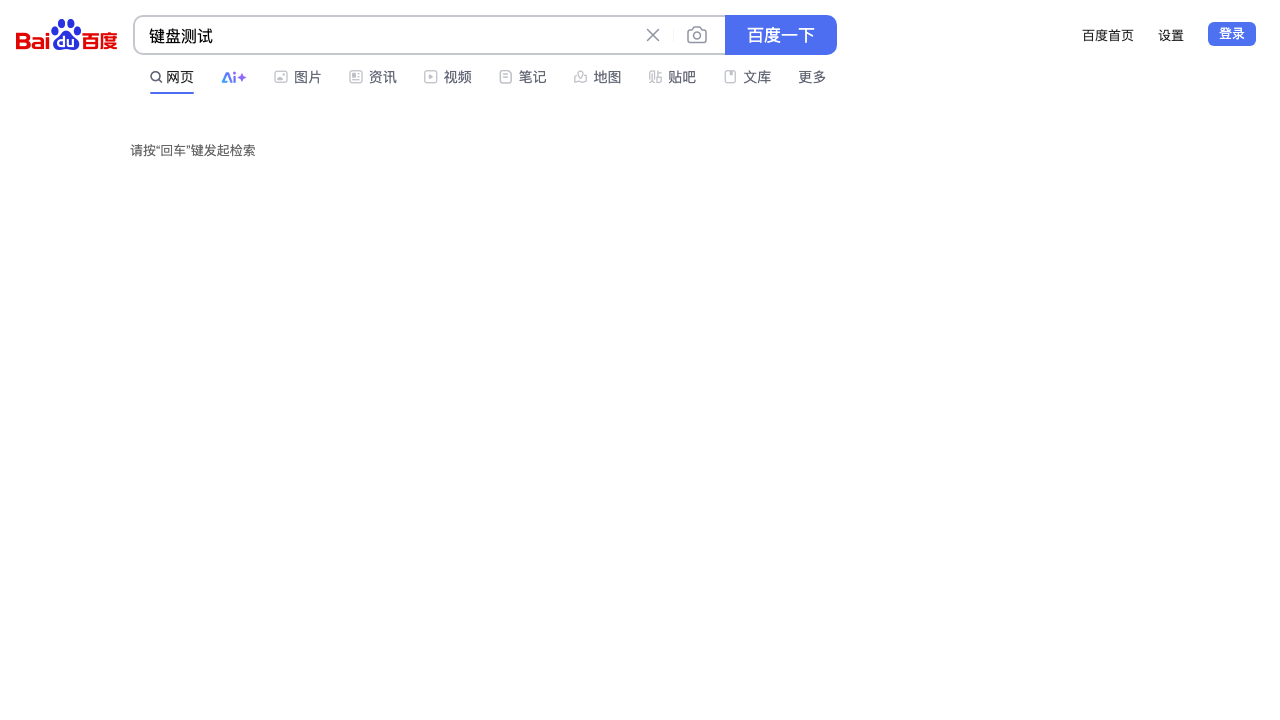 Bai du 百度 键盘测试 百度一下 百度首页 设置 登录
网页 Ai+ 图片 资讯 视频 笔记 地图 贴 贴吧 文库 更多
请按“回车”键发起检索